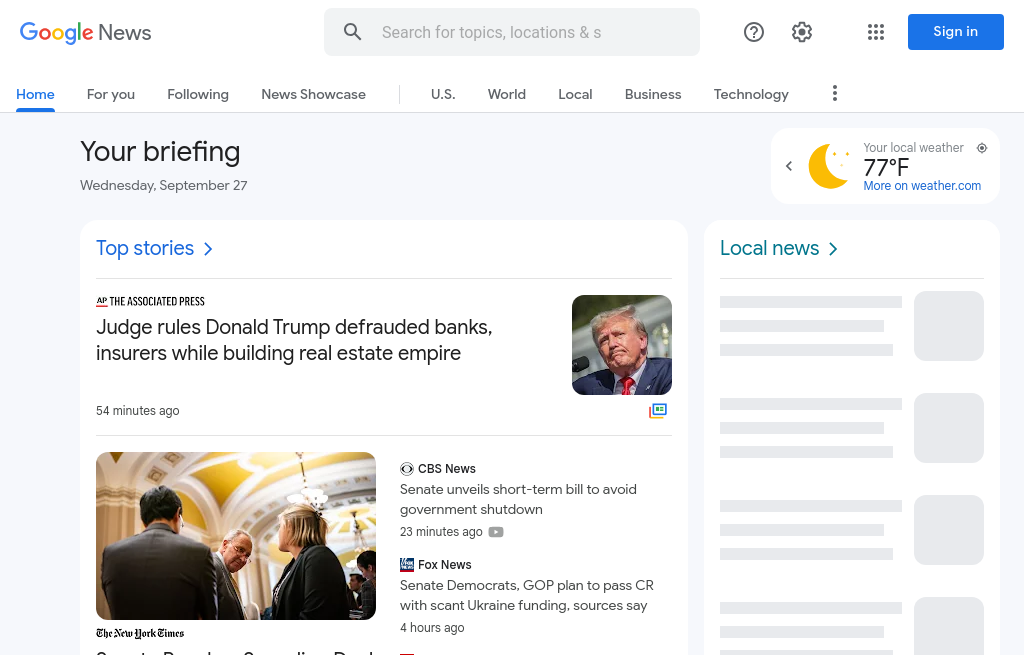 Google News
Search for topics, locations & s
Sign in
Home
For you
Following
News Showcase
U.S.
World
Local
Business
Technology
Your briefing
Wednesday, September 27
Your local weather
77°F
More on weather.com
Top stories
AP THE ASSOCIATED PRESS
Judge rules Donald Trump defrauded banks,
insurers while building real estate empire
54 minutes ago
The New York Times
CBS News
Senate unveils short-term bill to avoid
government shutdown
23 minutes ago
FOX NEWS Fox News
Senate Democrats, GOP plan to pass CR
with scant Ukraine funding, sources say
4 hours ago
Local news